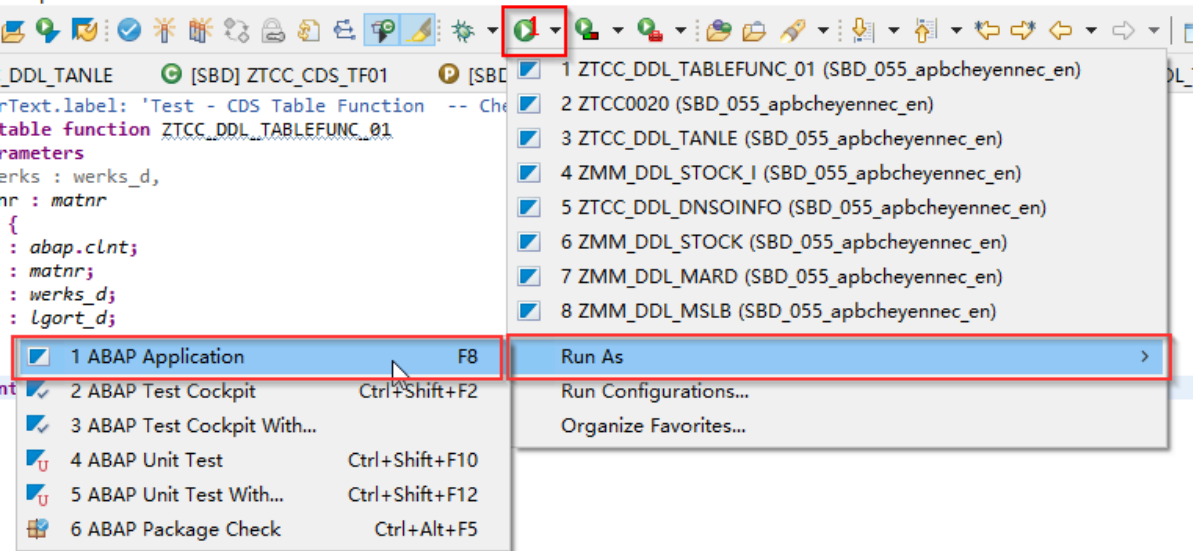 1
_DDL_TANLE
[SBD] ZTCC_CDS_TF01
[SBD
rText.label: 'Test - CDS Table Function -- Che
table function ZTCC_DDL_TABLEFUNC_01
rameters
erks : werks_d,
nr : matnr
{
: abap.clnt;
: matnr;
: werks_d;
: lgort_d;
nt
1 ZTCC_DDL_TABLEFUNC_01 (SBD_055_apbcheyennec_en)
2 ZTCC0020 (SBD_055_apbcheyennec_en)
3 ZTCC_DDL_TANLE (SBD_055_apbcheyennec_en)
4 ZMM_DDL_STOCK_I (SBD_055_apbcheyennec_en)
5 ZTCC_DDL_DNSOINFO (SBD_055_apbcheyennec_en)
6 ZMM_DDL_STOCK (SBD_055_apbcheyennec_en)
7 ZMM_DDL_MARD (SBD_055_apbcheyennec_en)
8 ZMM_DDL_MSLB (SBD_055_apbcheyennec_en)
Run As
Run Configurations...
Organize Favorites...
1 ABAP Application F8
2 ABAP Test Cockpit Ctrl+Shift+F2
3 ABAP Test Cockpit With...
4 ABAP Unit Test Ctrl+Shift+F10
5 ABAP Unit Test With... Ctrl+Shift+F12
6 ABAP Package Check Ctrl+Alt+F5